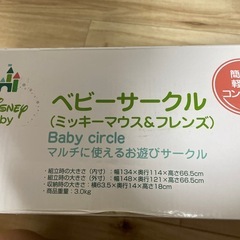 DISNEY
baby
ベビーサークル
（ミッキーマウス＆フレンズ）
Baby circle
マルチに使えるお遊びサークル
・組立時の大きさ（内寸）：幅134×奥行114×高さ66.5cm
・組立時の大きさ（外寸）：幅148×奥行121×高さ66.5cm
・収納時の大きさ：横63.5×奥行14×高さ18cm
・商品重量：3.0kg
簡
軽
コン